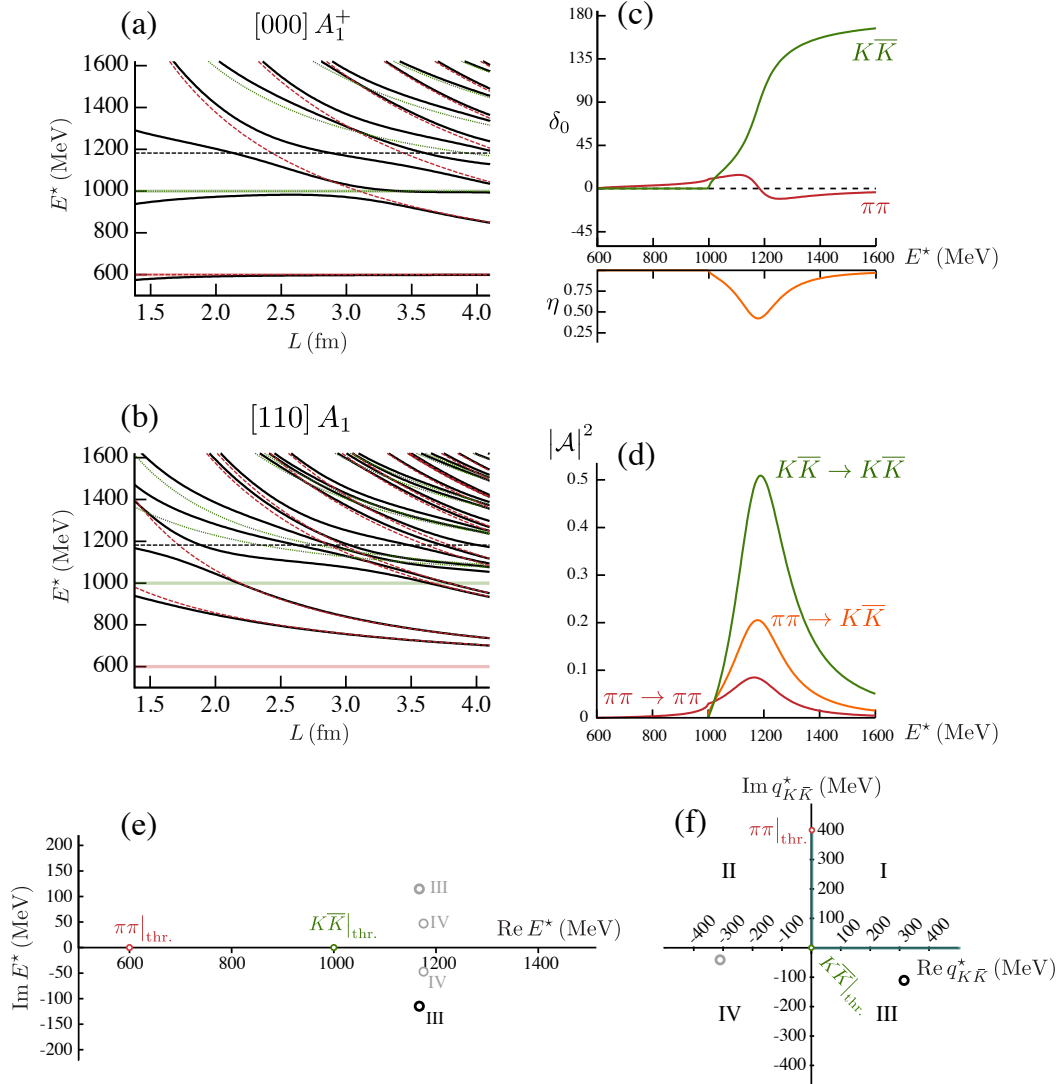 (a) [000] A₁⁺
E⋆ (MeV)
1600
1400
1200
1000
800
600
1.5 2.0 2.5 3.0 3.5 4.0
L (fm)
(c)
δ₀
180
135
90
45
0
-45
KK̅
ππ
600 800 1000 1200 1400 1600 E⋆ (MeV)
η
0.75
0.50
0.25
(b) [110] A₁
E⋆ (MeV)
1600
1400
1200
1000
800
600
1.5 2.0 2.5 3.0 3.5 4.0
L (fm)
|𝒜|²
(d)
0.5
0.4
0.3
0.2
0.1
0
KK̅ → KK̅
ππ → KK̅
ππ → ππ
600 800 1000 1200 1400 1600 E⋆ (MeV)
(e)
Im E⋆ (MeV)
200
150
100
50
0
-50
-100
-150
-200
ππ|thr.
KK̅|thr.
III
IV
IV
III
Re E⋆ (MeV)
600 800 1000 1200 1400
Im q⋆KK̅ (MeV)
(f)
ππ|thr.
400
300
200
100
II I
-400 -300 -200 -100 100 200 300 400
KK̅|thr.
Re q⋆KK̅ (MeV)
-100
-200
-300
-400
IV III